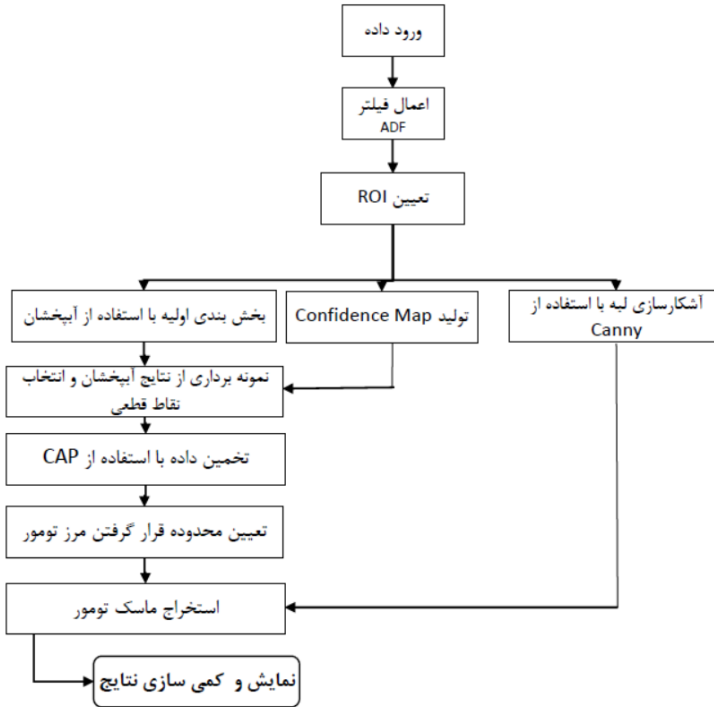 ورود داده
اعمال فیلتر
ADF
تعیین ROI
آشکارسازی لبه با استفاده از
Canny
تولید Confidence Map
بخش بندی اولیه با استفاده از آبپخشان
نمونه برداری از نتایج آبپخشان و انتخاب
نقاط قطعی
تخمین داده با استفاده از CAP
تعیین محدوده قرار گرفتن مرز تومور
استخراج ماسک تومور
نمایش و کمی سازی نتایج